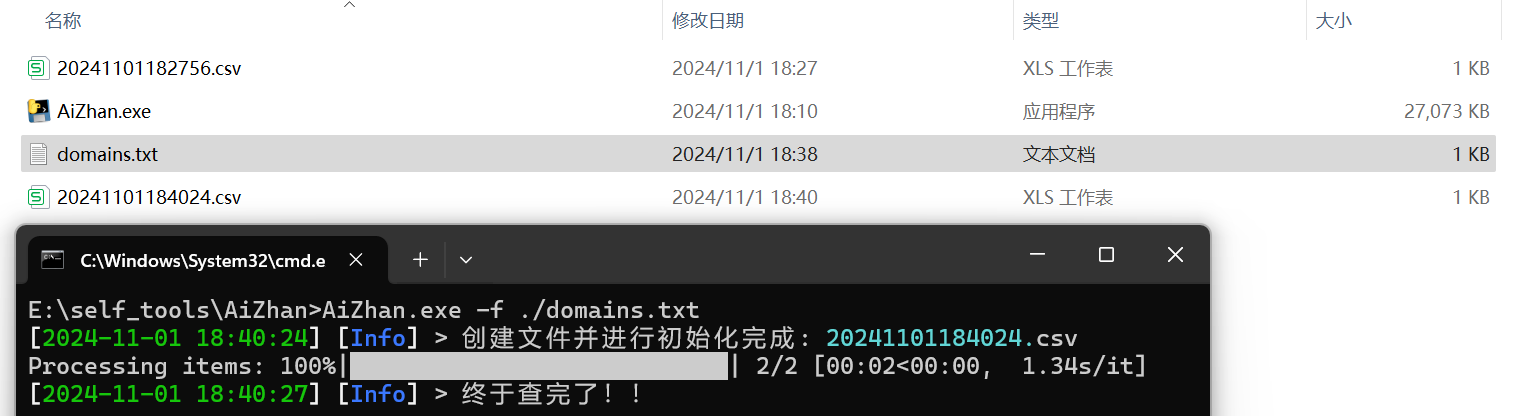 名称 修改日期 类型 大小
20241101182756.csv 2024/11/1 18:27 XLS 工作表 1 KB
AiZhan.exe 2024/11/1 18:10 应用程序 27,073 KB
domains.txt 2024/11/1 18:38 文本文档 1 KB
20241101184024.csv 2024/11/1 18:40 XLS 工作表 1 KB
C:\Windows\System32\cmd.e
E:\self_tools\AiZhan>AiZhan.exe -f ./domains.txt
[2024-11-01 18:40:24] [Info] > 创建文件并进行初始化完成: 20241101184024.csv
Processing items: 100%| | 2/2 [00:02<00:00, 1.34s/it]
[2024-11-01 18:40:27] [Info] > 终于查完了!!